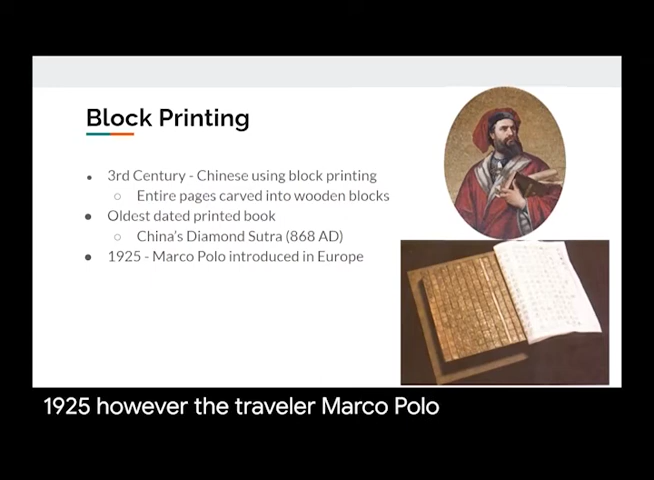 Block Printing
● 3rd Century - Chinese using block printing
○ Entire pages carved into wooden blocks
● Oldest dated printed book
○ China's Diamond Sutra (868 AD)
● 1925 - Marco Polo introduced in Europe
1925 however the traveler Marco Polo